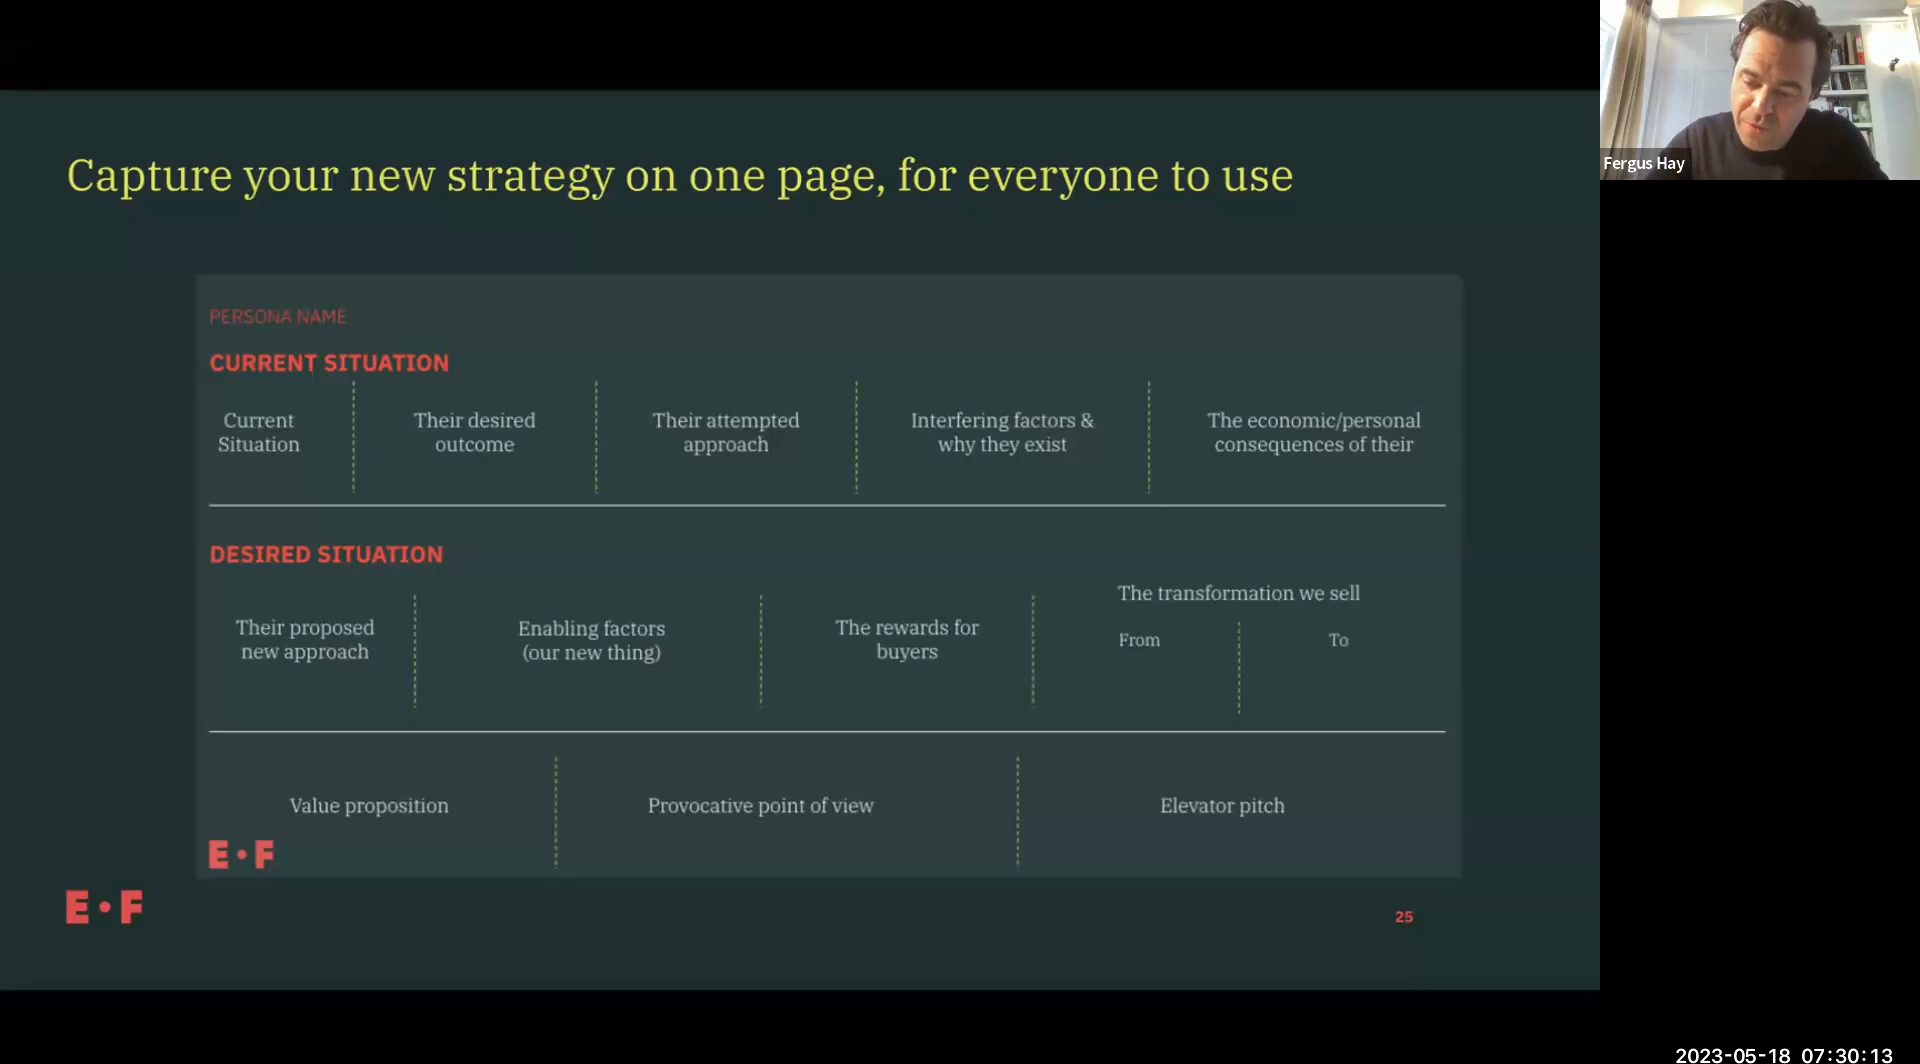 Capture your new strategy on one page, for everyone to use
Fergus Hay
PERSONA NAME
CURRENT SITUATION
Current
Situation
Their desired
outcome
Their attempted
approach
Interfering factors &
why they exist
The economic/personal
consequences of their
DESIRED SITUATION
Their proposed
new approach
Enabling factors
(our new thing)
The rewards for
buyers
The transformation we sell
From
To
Value proposition
Provocative point of view
Elevator pitch
E•F
E•F
25
2023-05-18 07:30:13